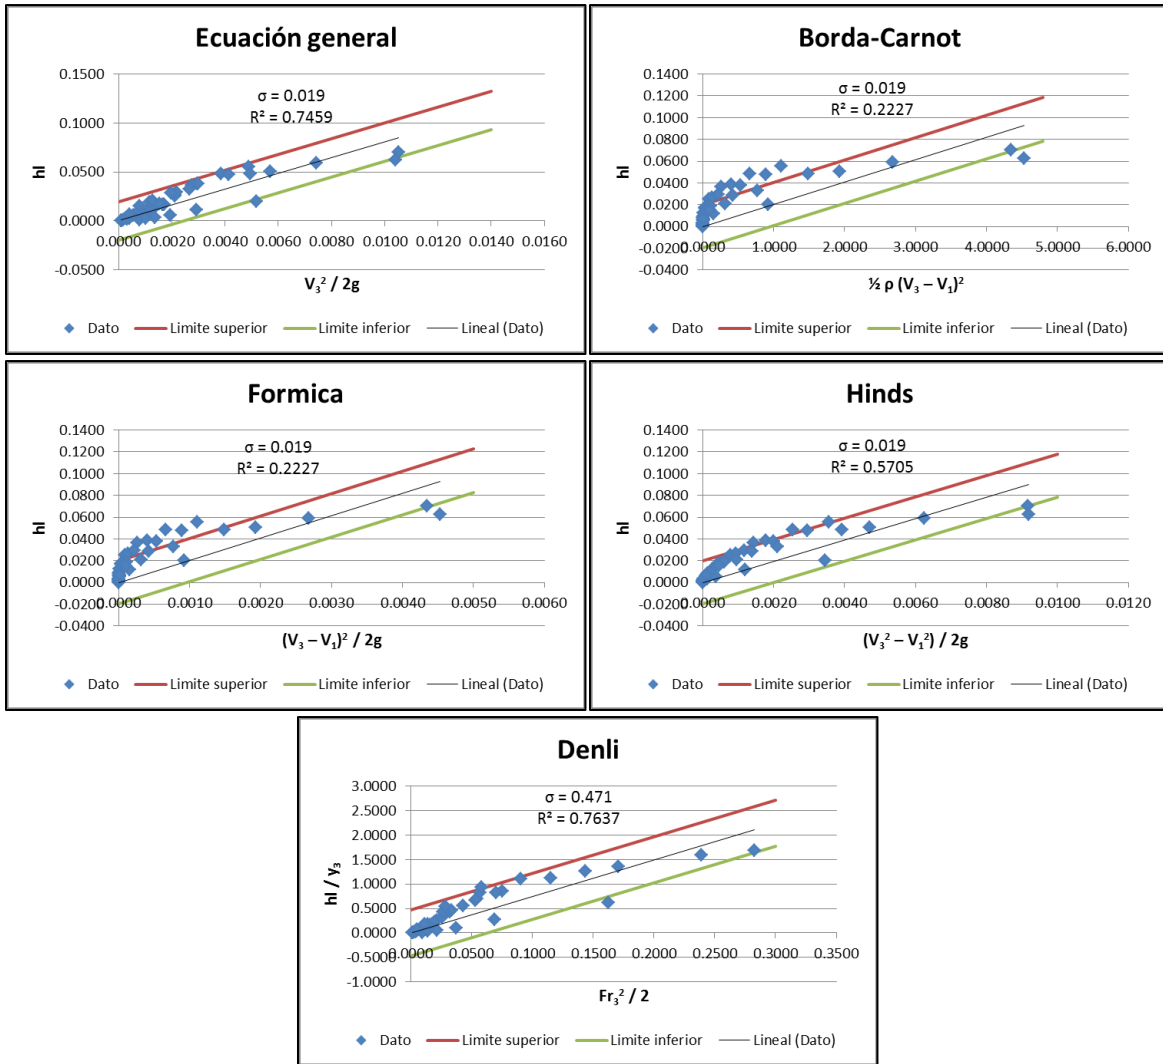 Ecuación general
0.1500
0.1000
0.0500
0.0000
-0.0500
hl
σ = 0.019
R² = 0.7459
0.0000 0.0020 0.0040 0.0060 0.0080 0.0100 0.0120 0.0140 0.0160
V₃² / 2g
Dato Limite superior Limite inferior Lineal (Dato)
Borda-Carnot
0.1400
0.1200
0.1000
0.0800
0.0600
0.0400
0.0200
0.0000
-0.0200
-0.0400
hl
σ = 0.019
R² = 0.2227
0.0000 1.0000 2.0000 3.0000 4.0000 5.0000 6.0000
½ ρ (V₃ – V₁)²
Dato Limite superior Limite inferior Lineal (Dato)
Formica
0.1400
0.1200
0.1000
0.0800
0.0600
0.0400
0.0200
0.0000
-0.0200
-0.0400
hl
σ = 0.019
R² = 0.2227
0.0000 0.0010 0.0020 0.0030 0.0040 0.0050 0.0060
(V₃ – V₁)² / 2g
Dato Limite superior Limite inferior Lineal (Dato)
Hinds
0.1400
0.1200
0.1000
0.0800
0.0600
0.0400
0.0200
0.0000
-0.0200
-0.0400
hl
σ = 0.019
R² = 0.5705
0.0000 0.0020 0.0040 0.0060 0.0080 0.0100 0.0120
(V₃² – V₁²) / 2g
Dato Limite superior Limite inferior Lineal (Dato)
Denli
3.0000
2.5000
2.0000
1.5000
1.0000
0.5000
0.0000
-0.5000
-1.0000
hl / y₃
σ = 0.471
R² = 0.7637
0.0000 0.0500 0.1000 0.1500 0.2000 0.2500 0.3000 0.3500
Fr₃² / 2
Dato Limite superior Limite inferior Lineal (Dato)